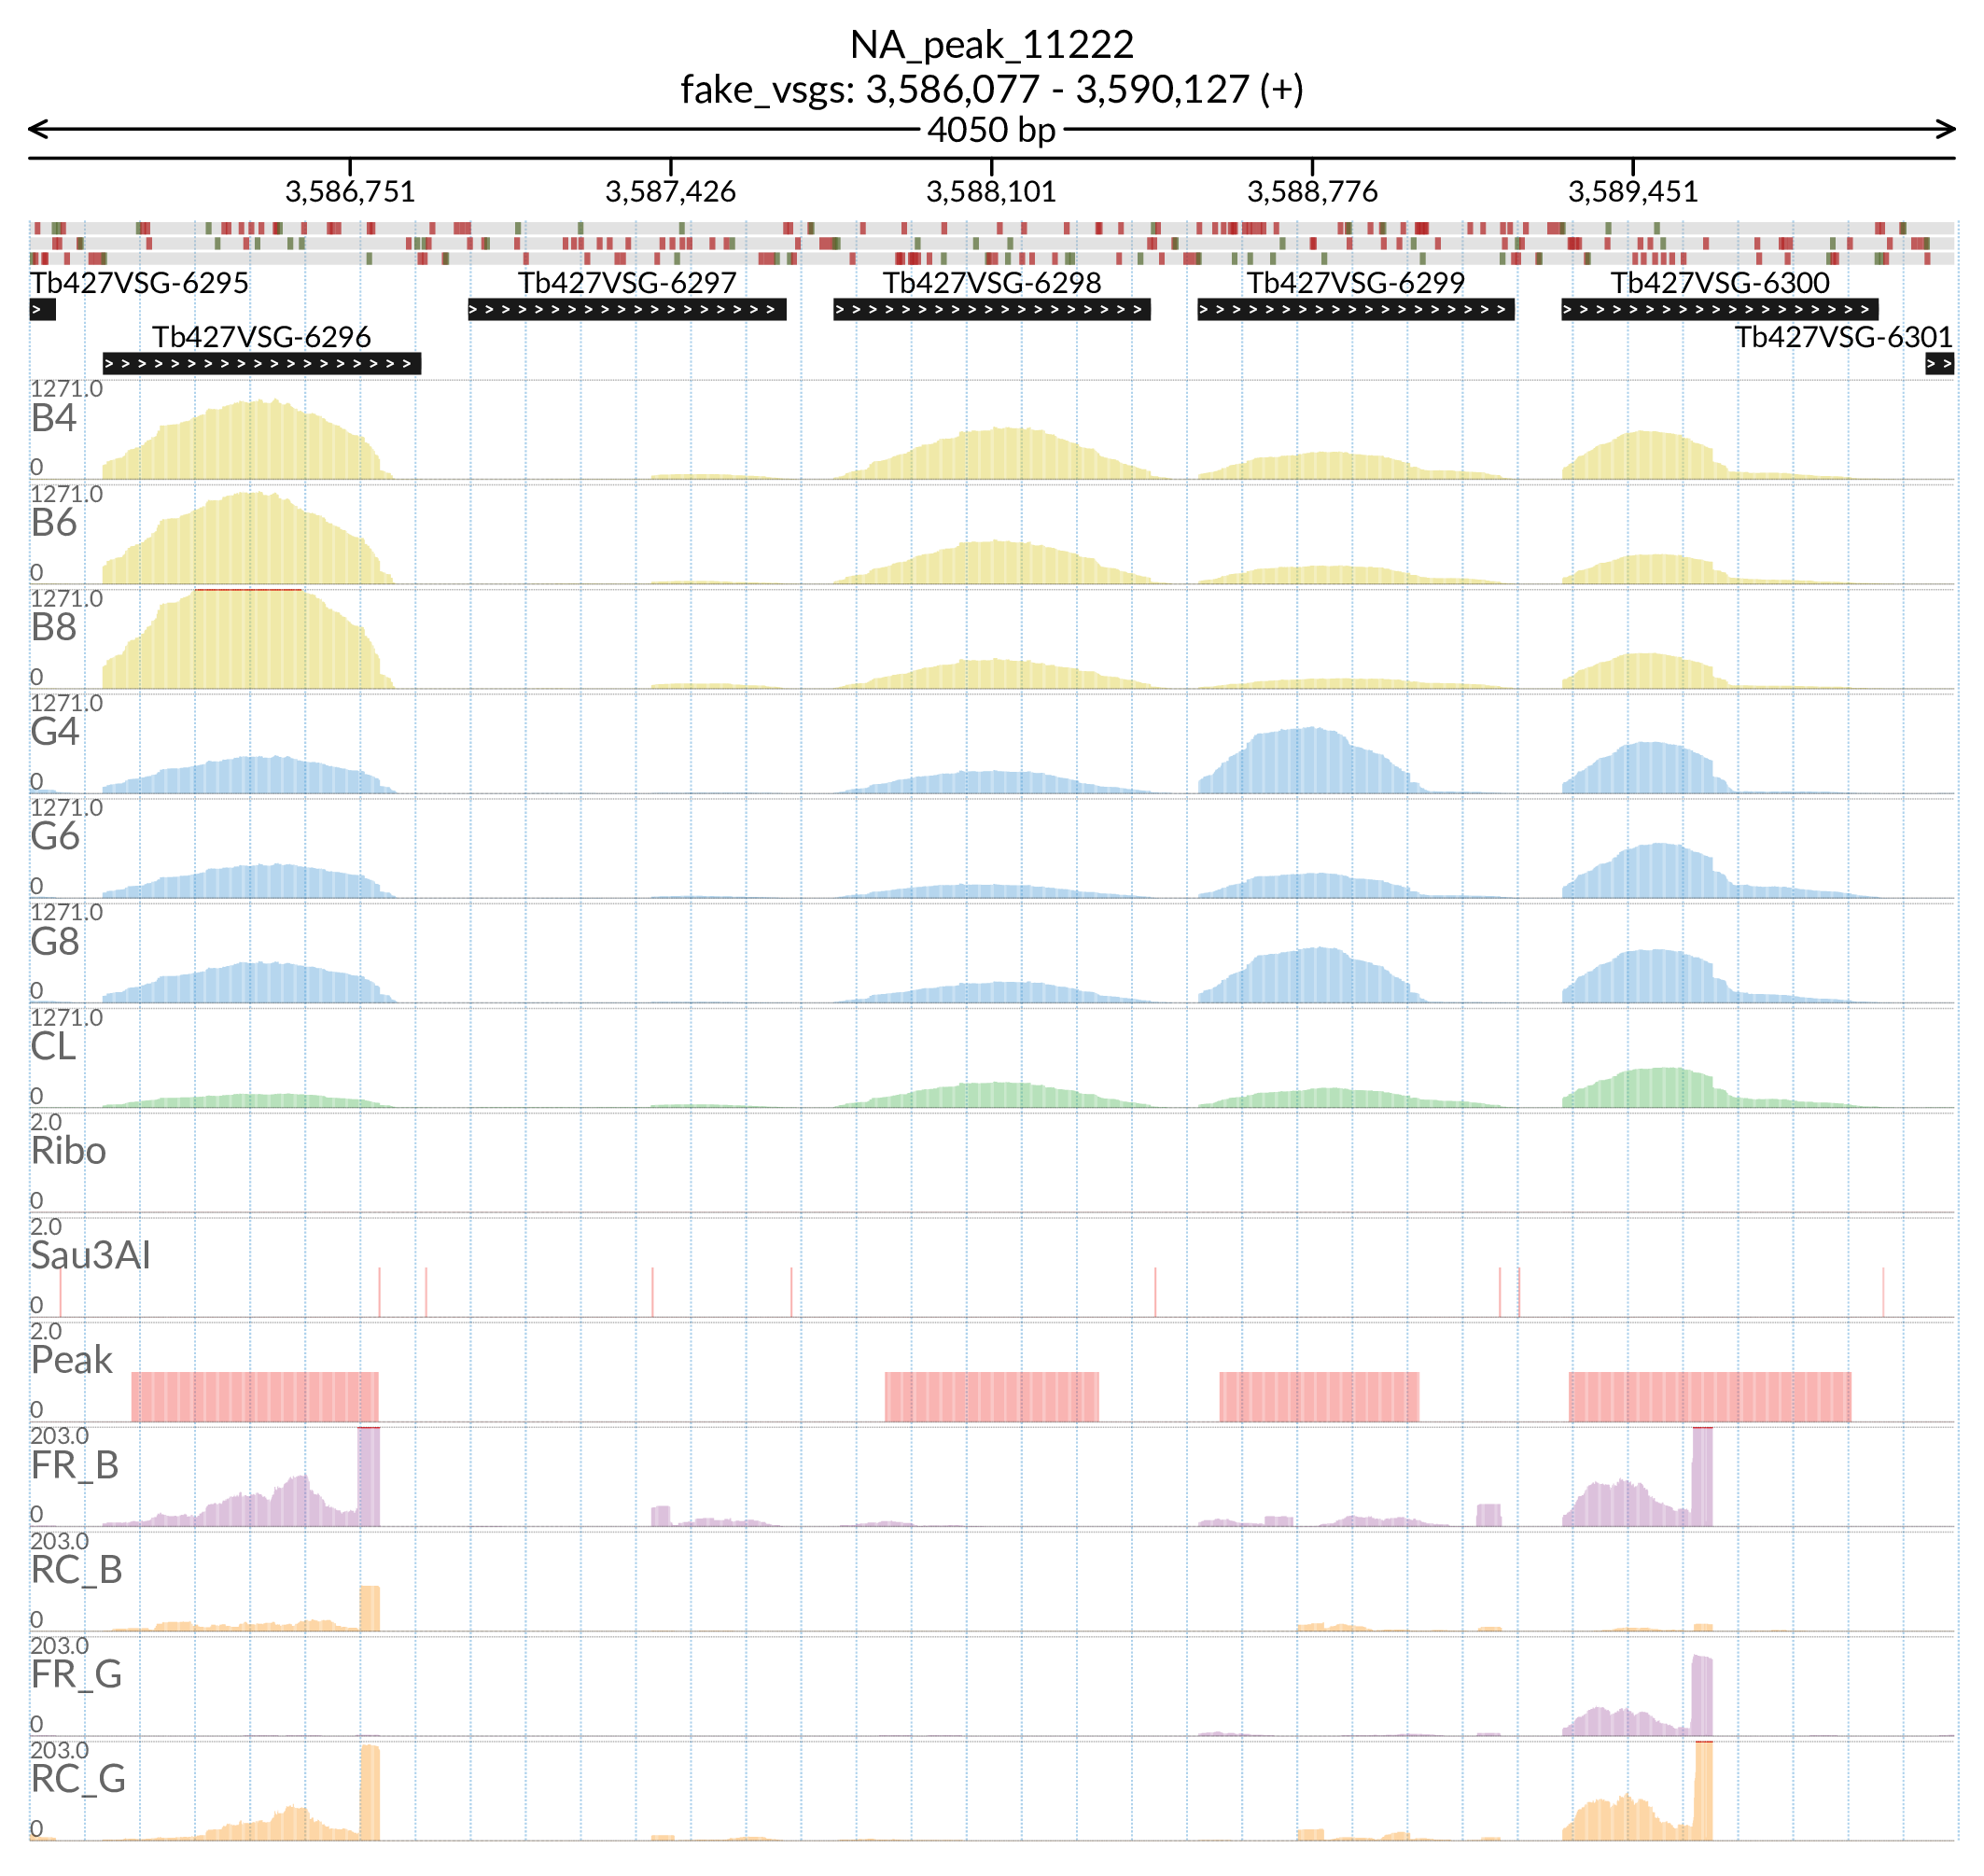 NA_peak_11222
fake_vsgs: 3,586,077 - 3,590,127 (+)
4050 bp
3,586,751 3,587,426 3,588,101 3,588,776 3,589,451
Tb427VSG-6295 Tb427VSG-6297 Tb427VSG-6298 Tb427VSG-6299 Tb427VSG-6300
Tb427VSG-6296 Tb427VSG-6301
1271.0
B4
0
1271.0
B6
0
1271.0
B8
0
1271.0
G4
0
1271.0
G6
0
1271.0
G8
0
1271.0
CL
0
2.0
Ribo
0
2.0
Sau3AI
0
2.0
Peak
0
203.0
FR_B
0
203.0
RC_B
0
203.0
FR_G
0
203.0
RC_G
0